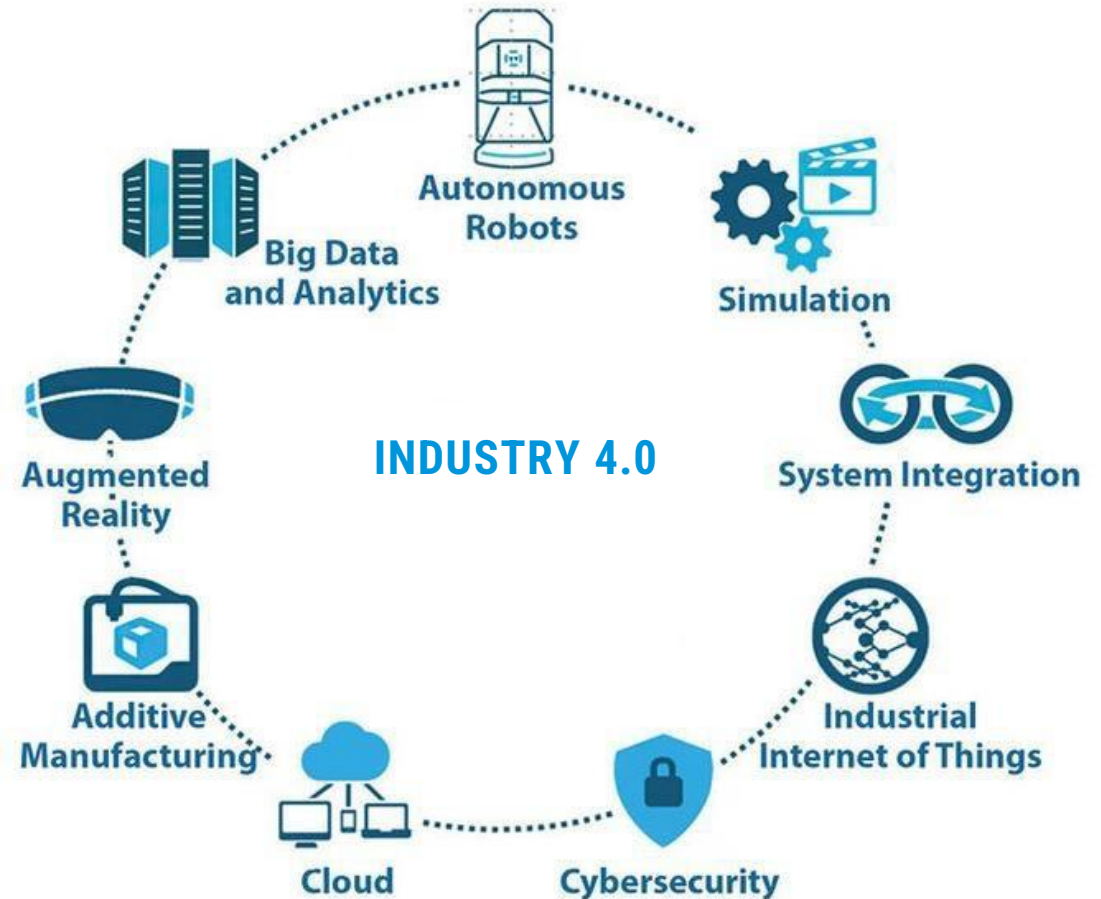 Autonomous
Robots
Big Data
and Analytics
Simulation
INDUSTRY 4.0
Augmented
Reality
System Integration
Additive
Manufacturing
Industrial
Internet of Things
Cloud
Cybersecurity